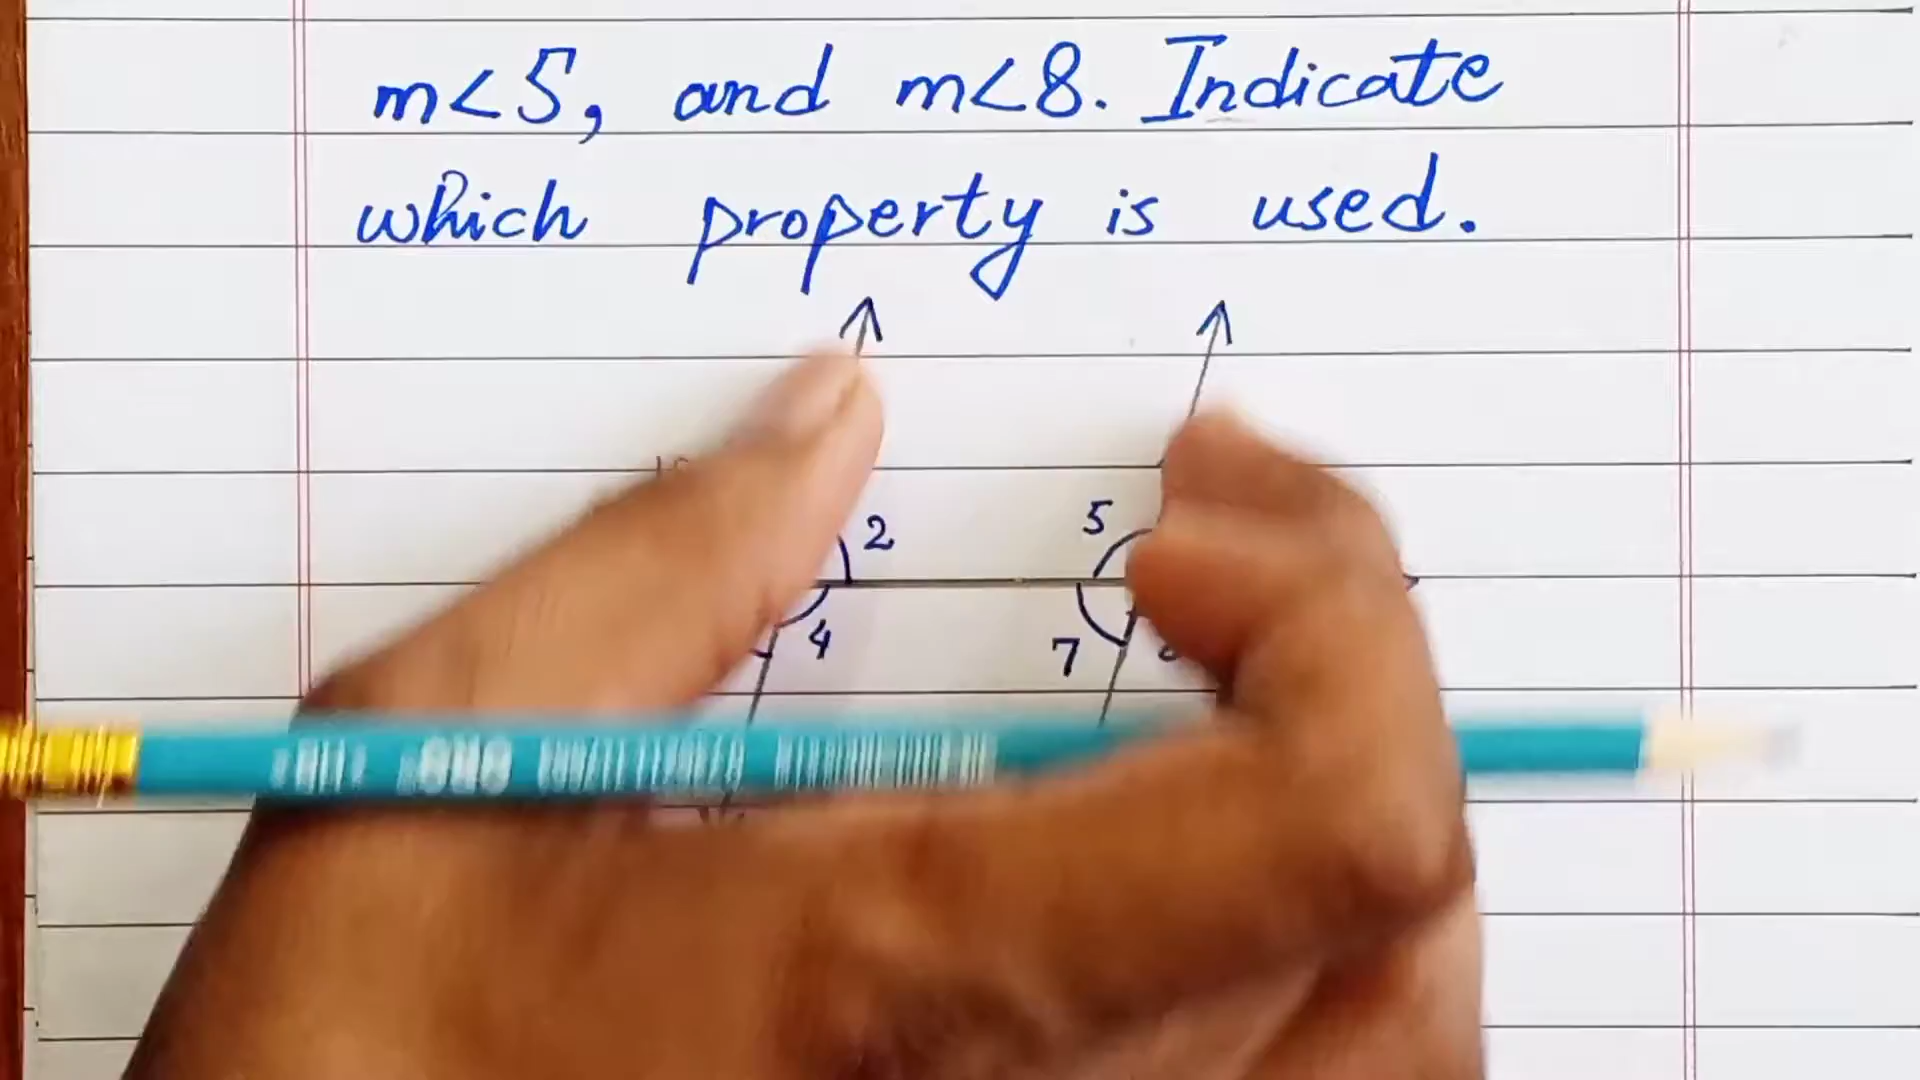 m<5, and m<8. Indicate
which property is used.
5
2
4
7